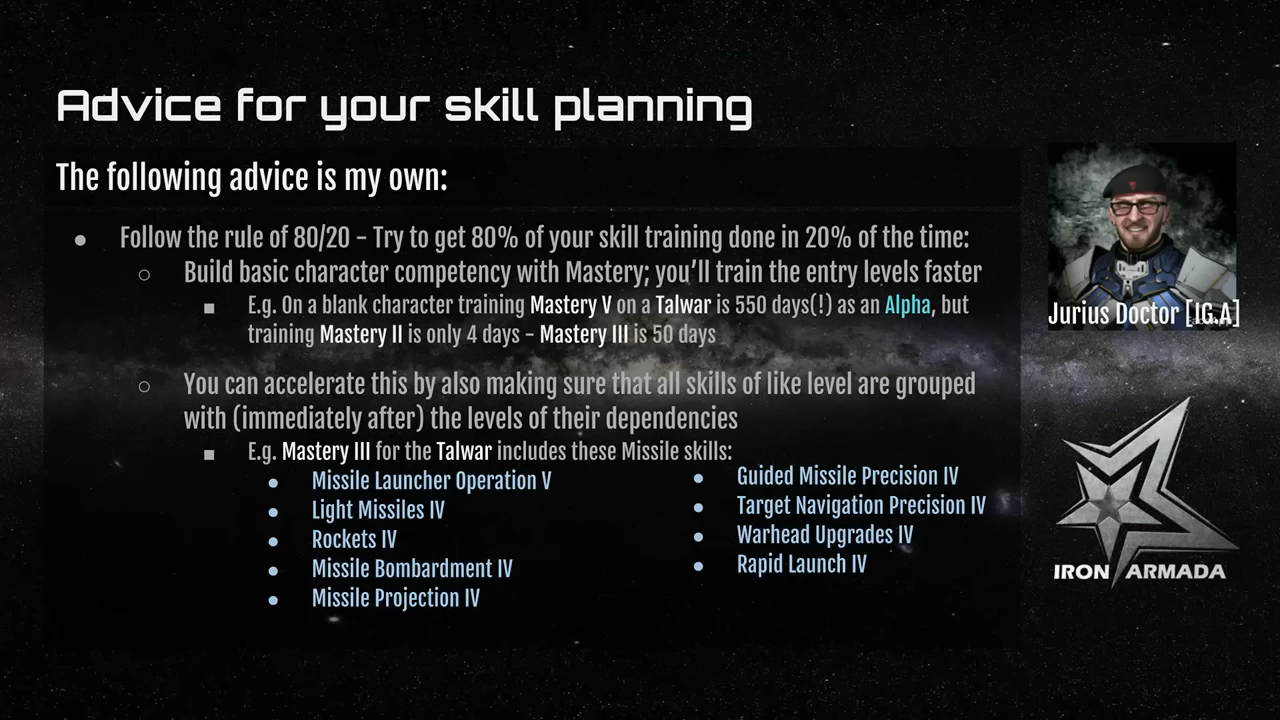 Advice for your skill planning
The following advice is my own:
● Follow the rule of 80/20 – Try to get 80% of your skill training done in 20% of the time:
○ Build basic character competency with Mastery; you'll train the entry levels faster
■ E.g. On a blank character training Mastery V on a Talwar is 550 days(!) as an Alpha, but
training Mastery II is only 4 days – Mastery III is 50 days
○ You can accelerate this by also making sure that all skills of like level are grouped
with (immediately after) the levels of their dependencies
■ E.g. Mastery III for the Talwar includes these Missile skills:
● Missile Launcher Operation V
● Light Missiles IV
● Rockets IV
● Missile Bombardment IV
● Missile Projection IV
● Guided Missile Precision IV
● Target Navigation Precision IV
● Warhead Upgrades IV
● Rapid Launch IV
Jurius Doctor [IG.A]
IRON ARMADA